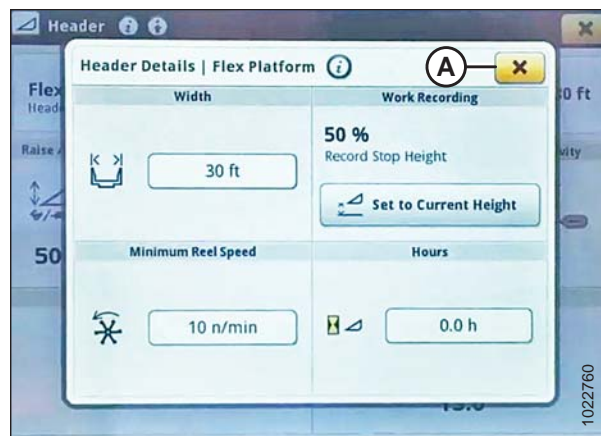 Header
Header Details | Flex Platform
A
Flex
Head
30 ft
Width
Work Recording
50 %
Record Stop Height
30 ft
Set to Current Height
Raise
vity
50
Minimum Reel Speed
Hours
10 n/min
0.0 h
1022760